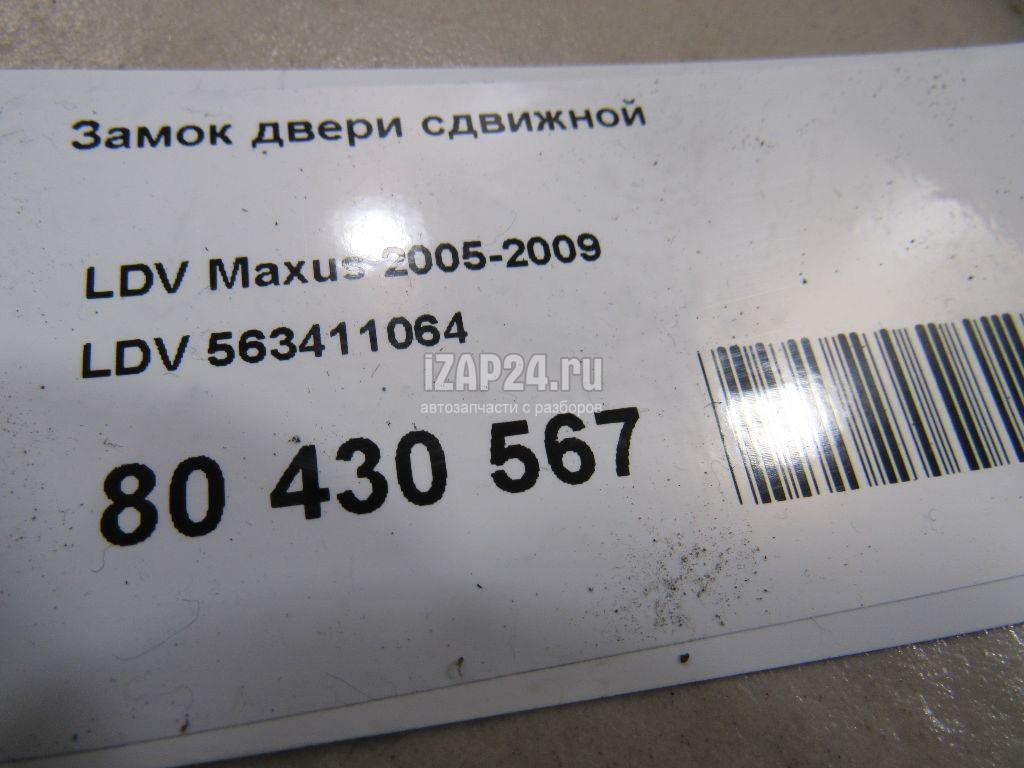 Замок двери сдвижной
LDV Maxus 2005-2009
LDV 563411064
iZAP24.ru
автозапчасти с разборов
80 430 567